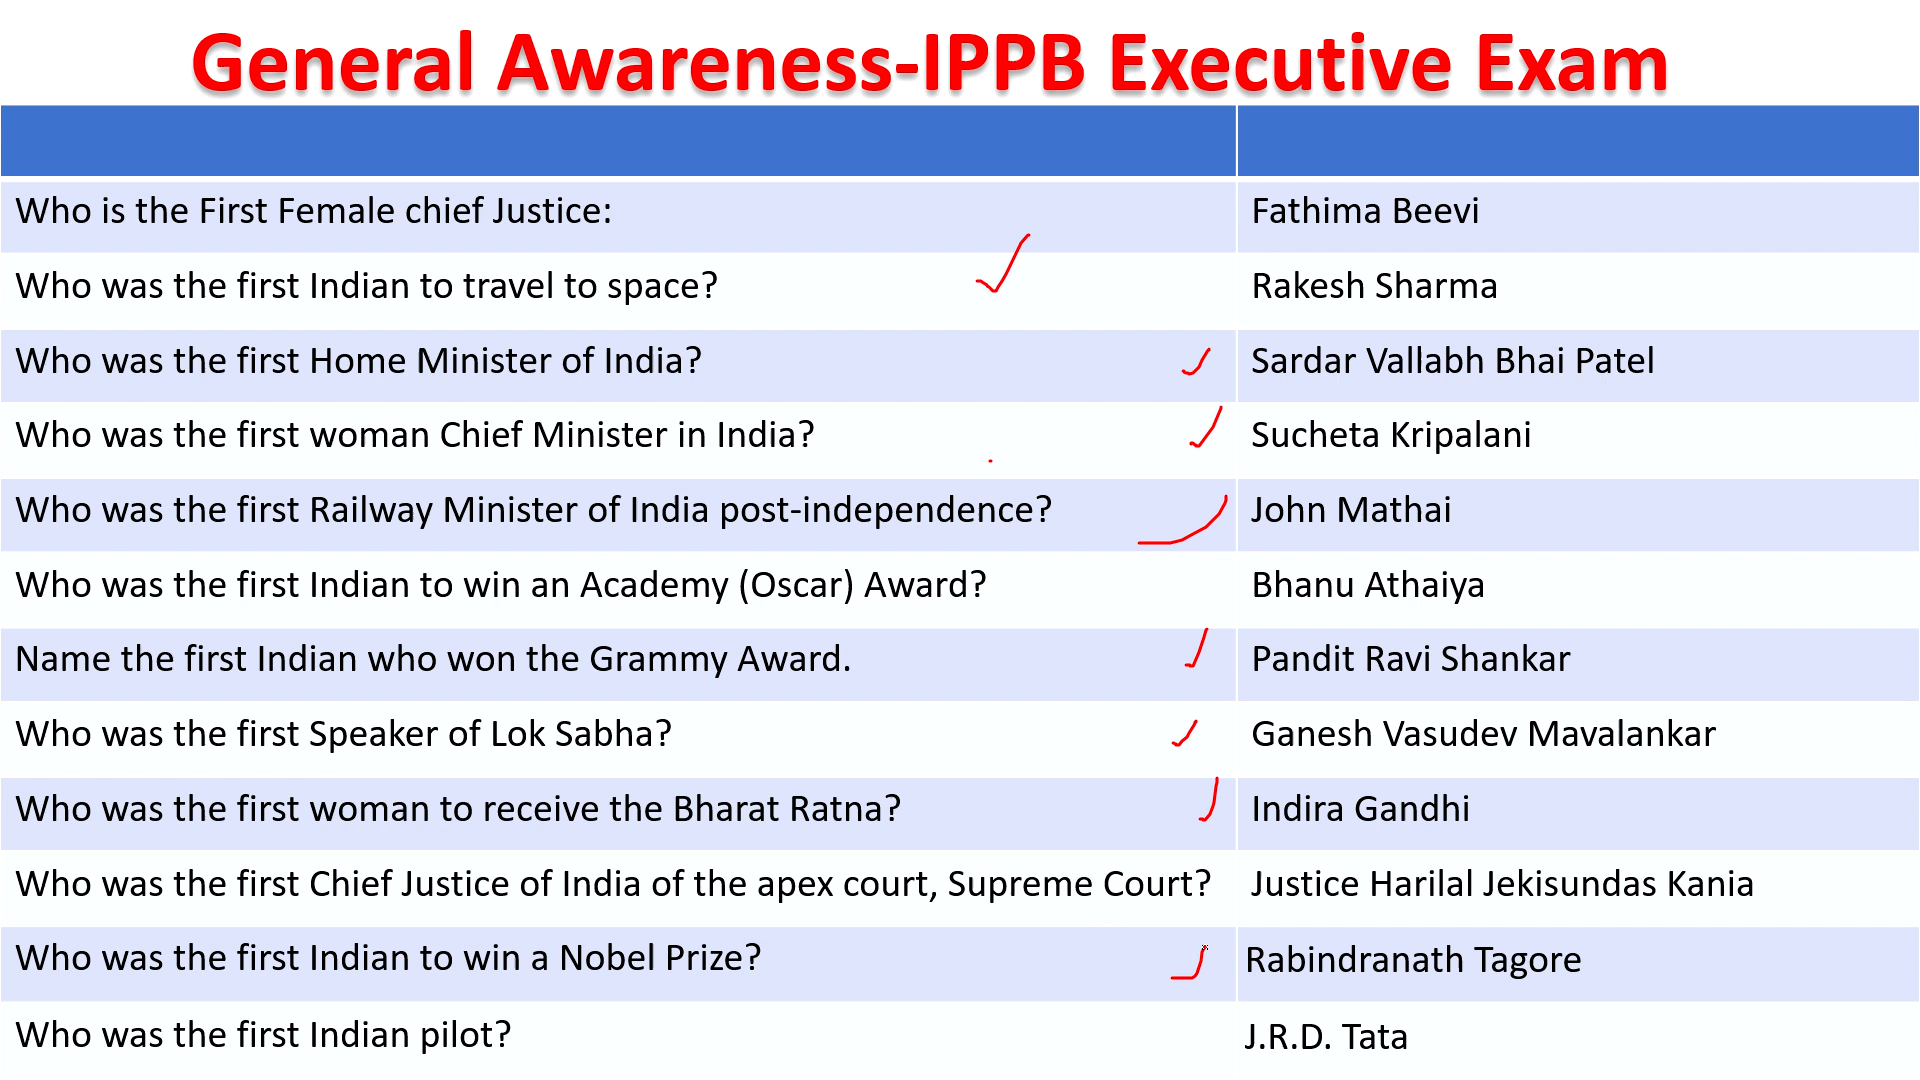 General Awareness-IPPB Executive Exam
Who is the First Female chief Justice: Fathima Beevi
Who was the first Indian to travel to space? Rakesh Sharma
Who was the first Home Minister of India? Sardar Vallabh Bhai Patel
Who was the first woman Chief Minister in India? Sucheta Kripalani
Who was the first Railway Minister of India post-independence? John Mathai
Who was the first Indian to win an Academy (Oscar) Award? Bhanu Athaiya
Name the first Indian who won the Grammy Award. Pandit Ravi Shankar
Who was the first Speaker of Lok Sabha? Ganesh Vasudev Mavalankar
Who was the first woman to receive the Bharat Ratna? Indira Gandhi
Who was the first Chief Justice of India of the apex court, Supreme Court? Justice Harilal Jekisundas Kania
Who was the first Indian to win a Nobel Prize? Rabindranath Tagore
Who was the first Indian pilot? J.R.D. Tata